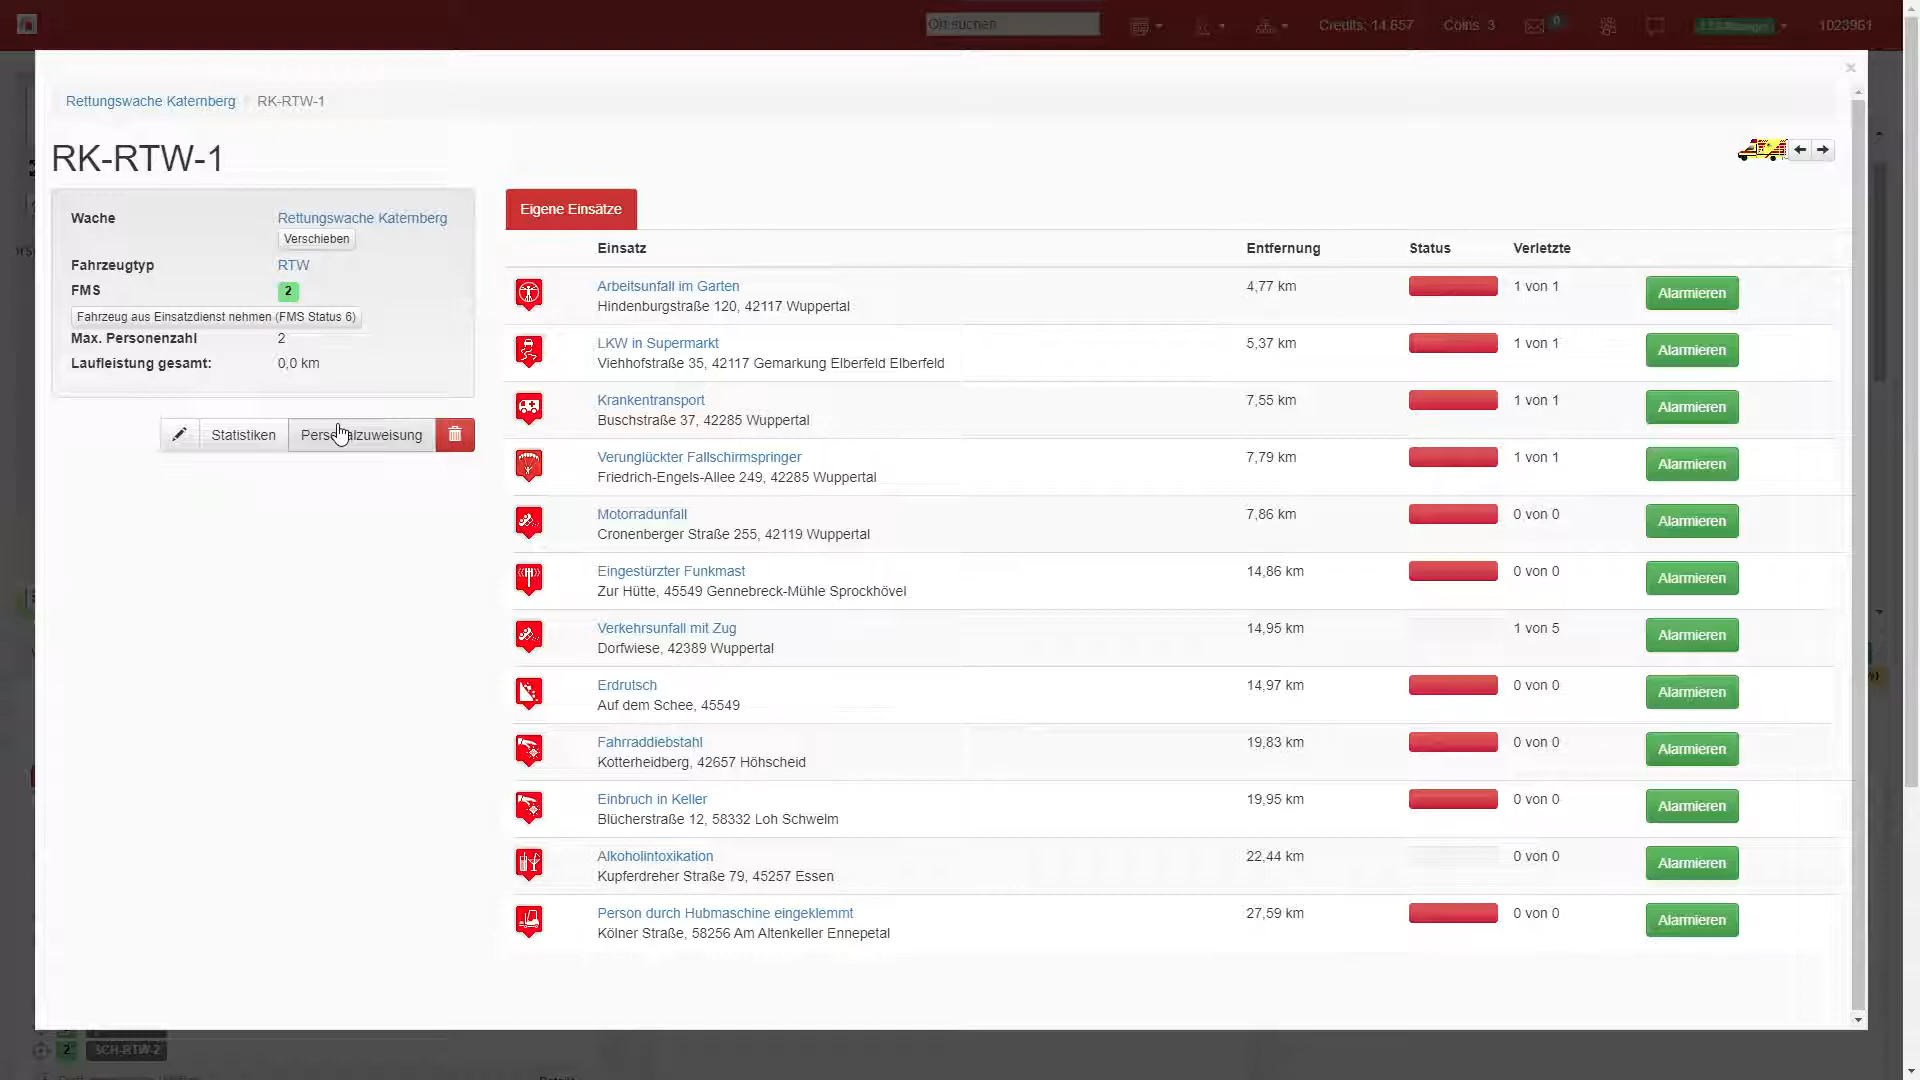 Ort suchen
Credits: 14.657
Coins 3
0
1023961
Rettungswache Katernberg
RK-RTW-1
RK-RTW-1
Wache
Rettungswache Katernberg
Verschieben
Fahrzeugtyp
RTW
FMS
2
Fahrzeug aus Einsatzdienst nehmen (FMS Status 6)
Max. Personenzahl
2
Laufleistung gesamt:
0,0 km
Statistiken
Personalzuweisung
Eigene Einsätze
Einsatz Entfernung Status Verletzte
Arbeitsunfall im Garten 4,77 km 1 von 1 Alarmieren
Hindenburgstraße 120, 42117 Wuppertal
LKW in Supermarkt 5,37 km 1 von 1 Alarmieren
Viehhofstraße 35, 42117 Gemarkung Elberfeld Elberfeld
Krankentransport 7,55 km 1 von 1 Alarmieren
Buschstraße 37, 42285 Wuppertal
Verunglückter Fallschirmspringer 7,79 km 1 von 1 Alarmieren
Friedrich-Engels-Allee 249, 42285 Wuppertal
Motorradunfall 7,86 km 0 von 0 Alarmieren
Cronenberger Straße 255, 42119 Wuppertal
Eingestürzter Funkmast 14,86 km 0 von 0 Alarmieren
Zur Hütte, 45549 Gennebreck-Mühle Sprockhövel
Verkehrsunfall mit Zug 14,95 km 1 von 5 Alarmieren
Dorfwiese, 42389 Wuppertal
Erdrutsch 14,97 km 0 von 0 Alarmieren
Auf dem Schee, 45549
Fahrraddiebstahl 19,83 km 0 von 0 Alarmieren
Kotterheidberg, 42657 Höhscheid
Einbruch in Keller 19,95 km 0 von 0 Alarmieren
Blücherstraße 12, 58332 Loh Schwelm
Alkoholintoxikation 22,44 km 0 von 0 Alarmieren
Kupferdreher Straße 79, 45257 Essen
Person durch Hubmaschine eingeklemmt 27,59 km 0 von 0 Alarmieren
Kölner Straße, 58256 Am Altenkeller Ennepetal
2 SCH-RTW-2